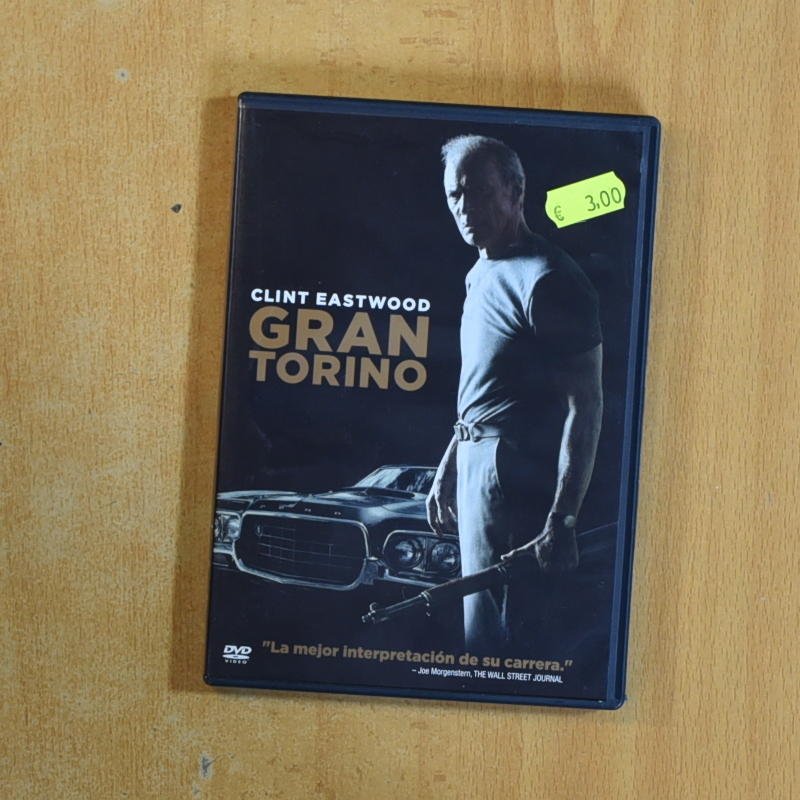 € 3,00
CLINT EASTWOOD
GRAN
TORINO
FORD
DVD
VIDEO
"La mejor interpretación de su carrera."
– Joe Morgenstern, THE WALL STREET JOURNAL